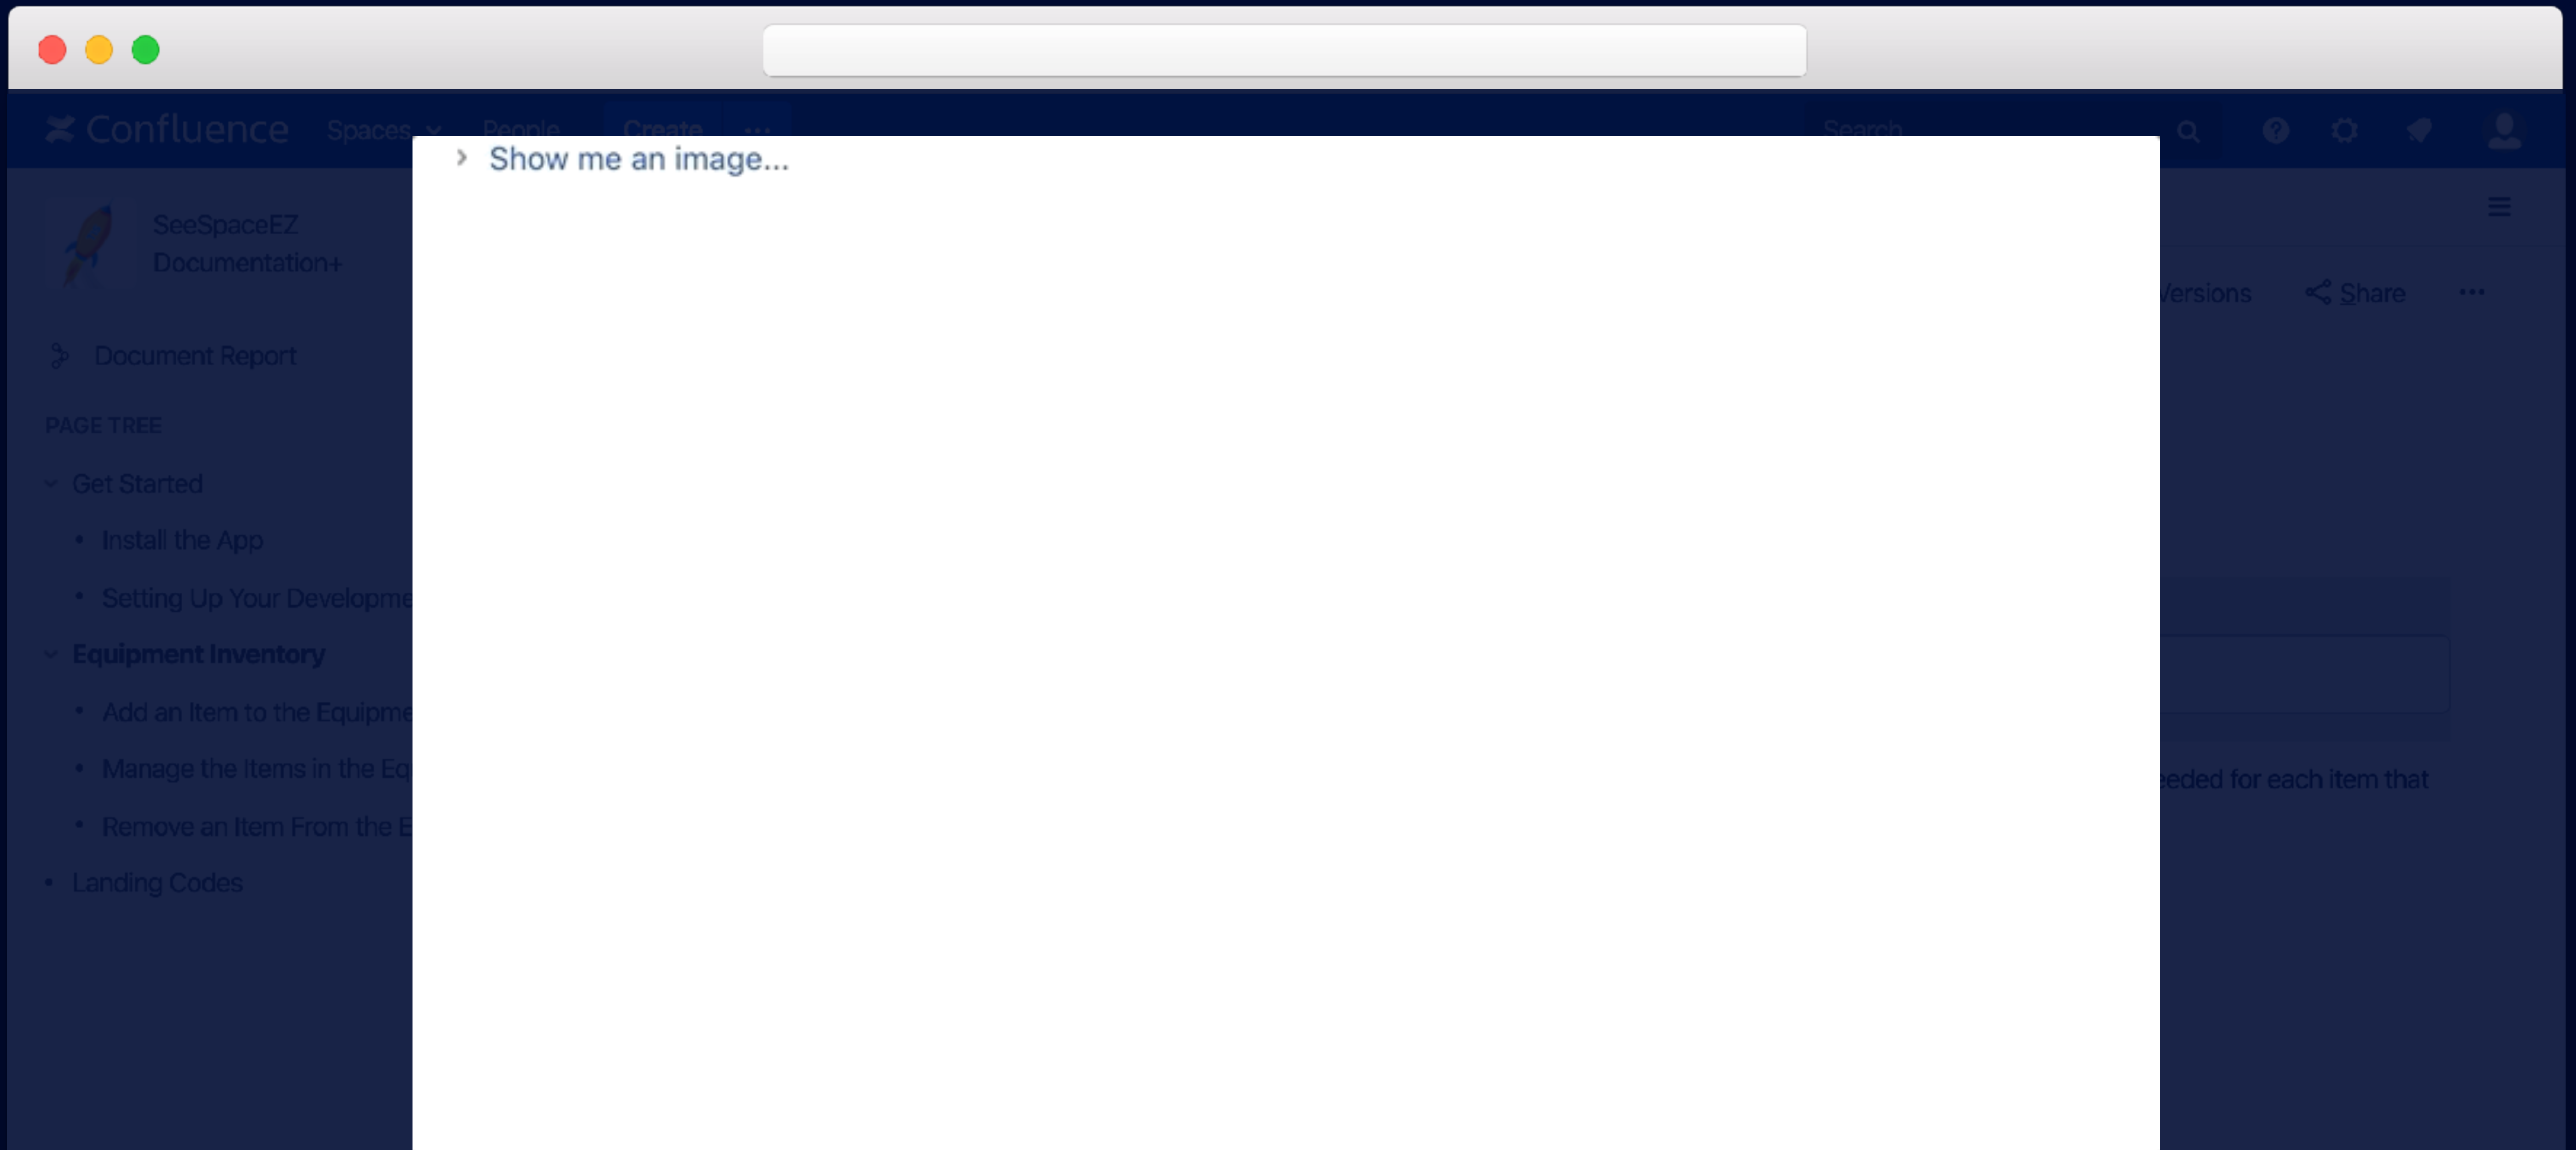 Confluence
Spaces
People
Create
Search
Show me an image...
SeeSpaceEZ
Documentation+
Versions
Share
Document Report
PAGE TREE
Get Started
Install the App
Setting Up Your Developme
Equipment Inventory
Add an Item to the Equipme
Manage the Items in the Eq
eeded for each item that
Remove an Item From the E
Landing Codes